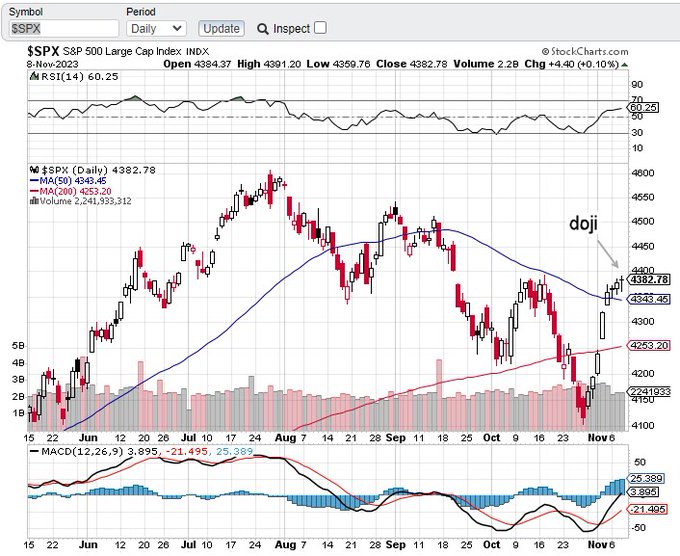 Symbol Period
$SPX Daily Update Inspect
$SPX S&P 500 Large Cap Index INDX © StockCharts.com
8-Nov-2023 Open 4384.37 High 4391.20 Low 4359.76 Close 4382.78 Volume 2.2B Chg +4.40 (+0.10%)
RSI(14) 60.25
90
70
60.25
50
30
10
$SPX (Daily) 4382.78
MA(50) 4343.45
MA(200) 4253.20
Volume 2,241,933,312
4600
4550
4500
doji
4450
4400
4382.78
4343.45
4300
5B 4253.20
4B 4200
3B 2241933
2B 4150
1B 4100
15 22 Jun 12 20 26 Jul 10 17 24 Aug 7 14 21 28 Sep 11 18 25 Oct 9 16 23 Nov 6
MACD(12,26,9) 3.895, -21.495, 25.389
50
25.389
3.895
-21.495
-50
15 22 Jun 12 20 26 Jul 10 17 24 Aug 7 14 21 28 Sep 11 18 25 Oct 9 16 23 Nov 6